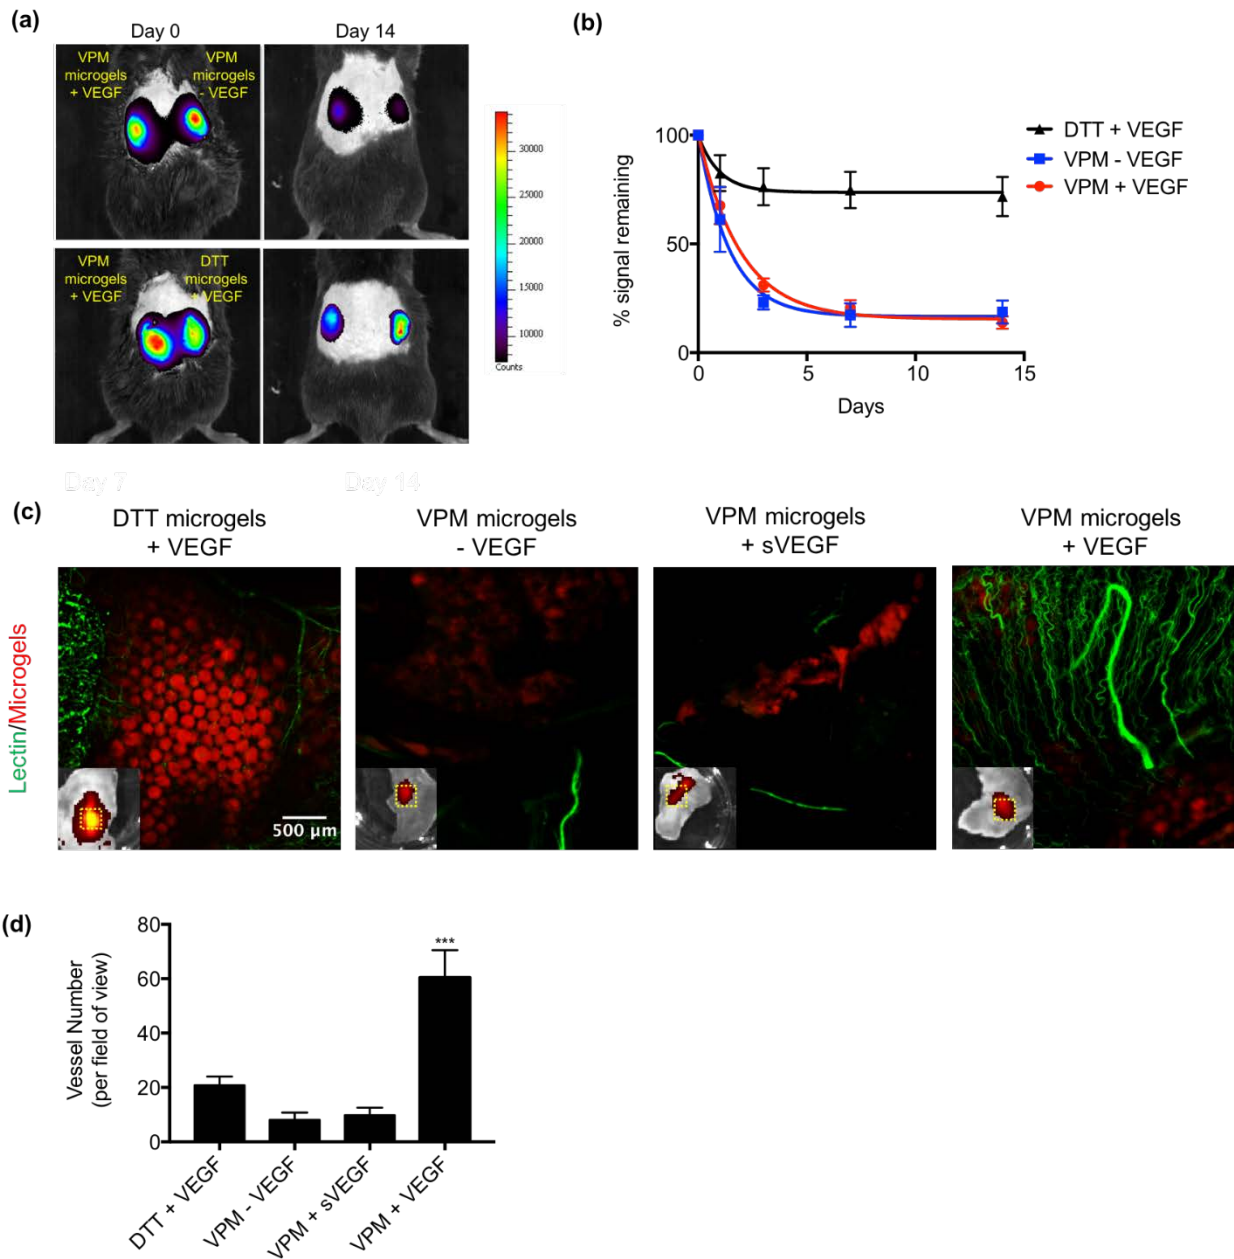 (a)
Day 0
Day 14
VPM
microgels
+ VEGF
VPM
microgels
- VEGF
VPM
microgels
+ VEGF
DTT
microgels
+ VEGF
30000
25000
20000
15000
10000
Counts
(b)
% signal remaining
100
50
0
0
5
10
15
Days
DTT + VEGF
VPM - VEGF
VPM + VEGF
Day 7
Day 14
(c)
DTT microgels
+ VEGF
VPM microgels
- VEGF
VPM microgels
+ sVEGF
VPM microgels
+ VEGF
Lectin/Microgels
500 µm
(d)
Vessel Number
(per field of view)
80
60
40
20
0
***
DTT + VEGF
VPM - VEGF
VPM + sVEGF
VPM + VEGF